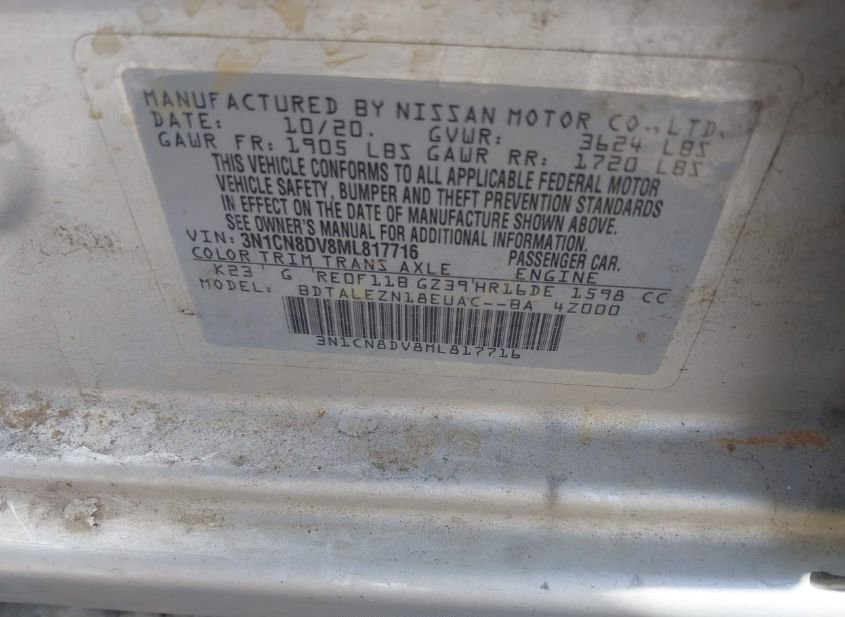 MANUFACTURED BY NISSAN MOTOR CO., LTD.
DATE: 10/20. GVWR: 3624 LBS
GAWR FR: 1905 LBS GAWR RR: 1720 LBS
THIS VEHICLE CONFORMS TO ALL APPLICABLE FEDERAL MOTOR
VEHICLE SAFETY, BUMPER AND THEFT PREVENTION STANDARDS
IN EFFECT ON THE DATE OF MANUFACTURE SHOWN ABOVE.
SEE OWNER'S MANUAL FOR ADDITIONAL INFORMATION.
VIN: 3N1CN8DV8ML817716 PASSENGER CAR.
COLOR TRIM TRANS AXLE ENGINE
K23 ' G 'RE0F11B GZ39'HR16DE 1598 CC
MODEL: BDTALEZN18EUAC--BA 4Z000
3N1CN8DV8ML817716